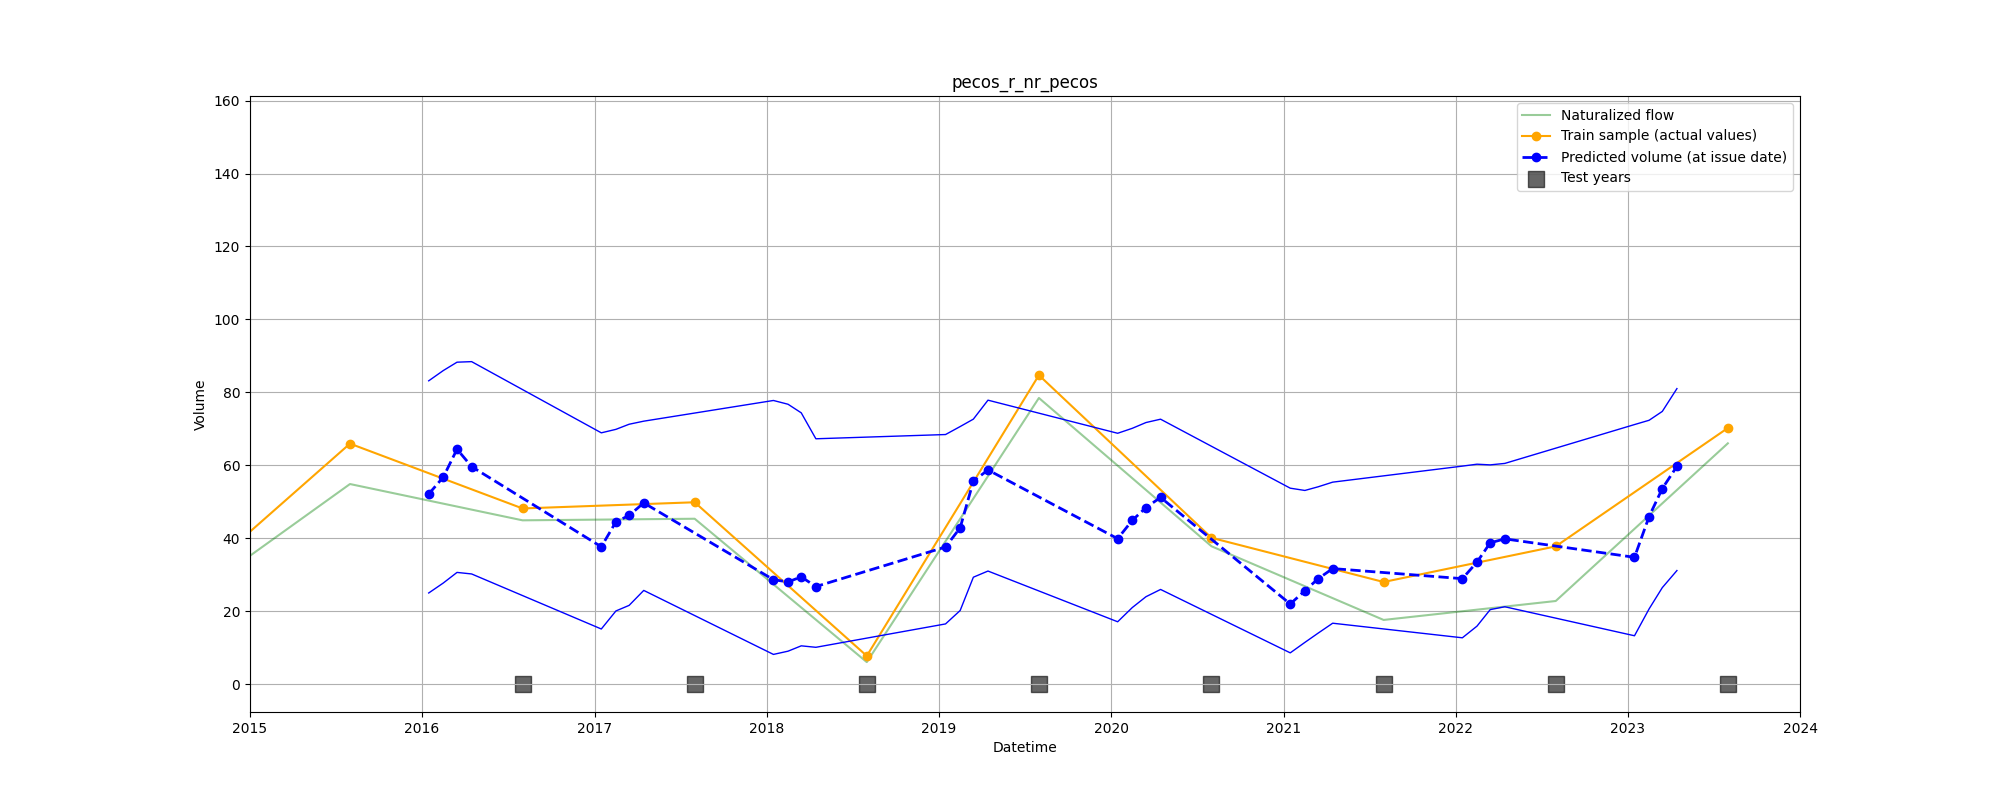 pecos_r_nr_pecos
Naturalized flow
Train sample (actual values)
Predicted volume (at issue date)
Test years
160
140
120
100
80
60
40
20
0
Volume
2015 2016 2017 2018 2019 2020 2021 2022 2023 2024
Datetime